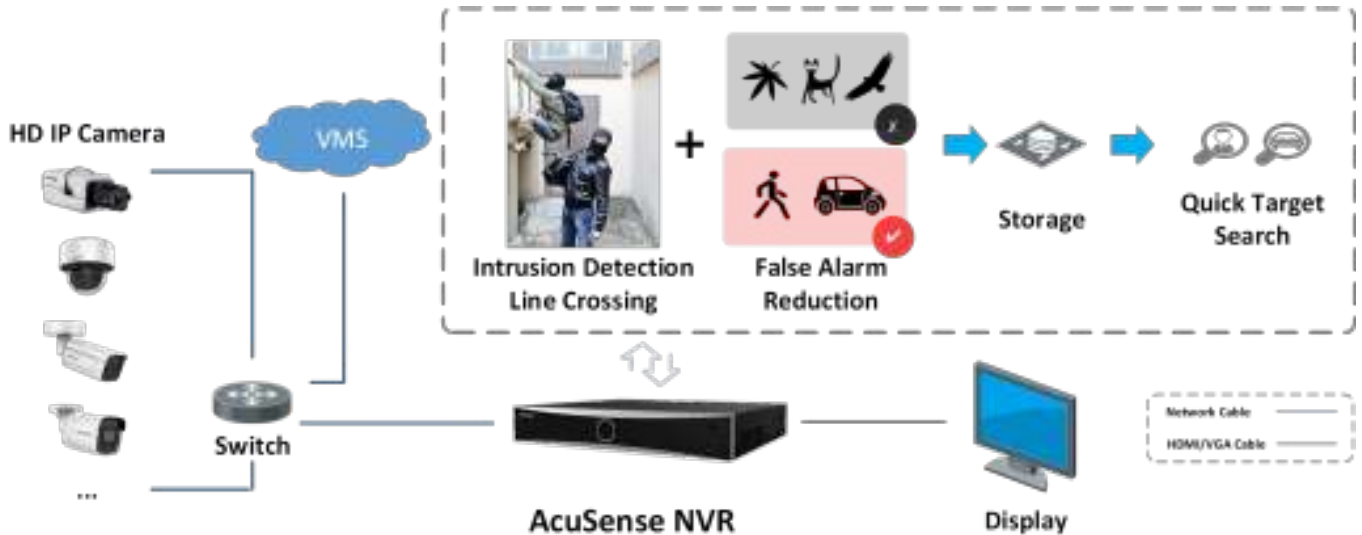 HD IP Camera
VMS
Intrusion Detection
Line Crossing
+
False Alarm
Reduction
Storage
Quick Target
Search
Switch
...
AcuSense NVR
Display
Network Cable
HDMI/VGA Cable